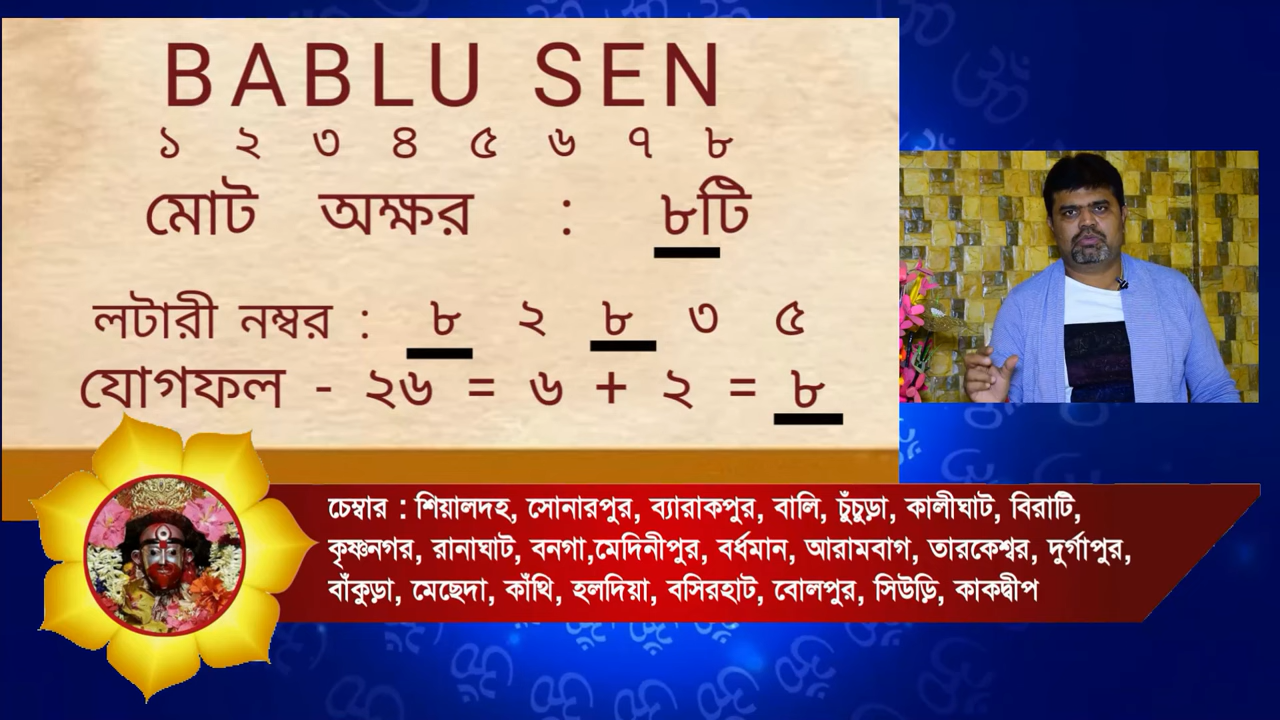 BABLU SEN
১ ২ ৩ ৪ ৫ ৬ ৭ ৮
মোট অক্ষর : ৮টি
লটারী নম্বর : ৮ ২ ৮ ৩ ৫
যোগফল - ২৬ = ৬ + ২ = ৮
চেম্বার : শিয়ালদহ, সোনারপুর, ব্যারাকপুর, বালি, চুঁচুড়া, কালীঘাট, বিরাটি,
কৃষ্ণনগর, রানাঘাট, বনগা,মেদিনীপুর, বর্ধমান, আরামবাগ, তারকেশ্বর, দুর্গাপুর,
বাঁকুড়া, মেছেদা, কাঁথি, হলদিয়া, বসিরহাট, বোলপুর, সিউড়ি, কাকদ্বীপ